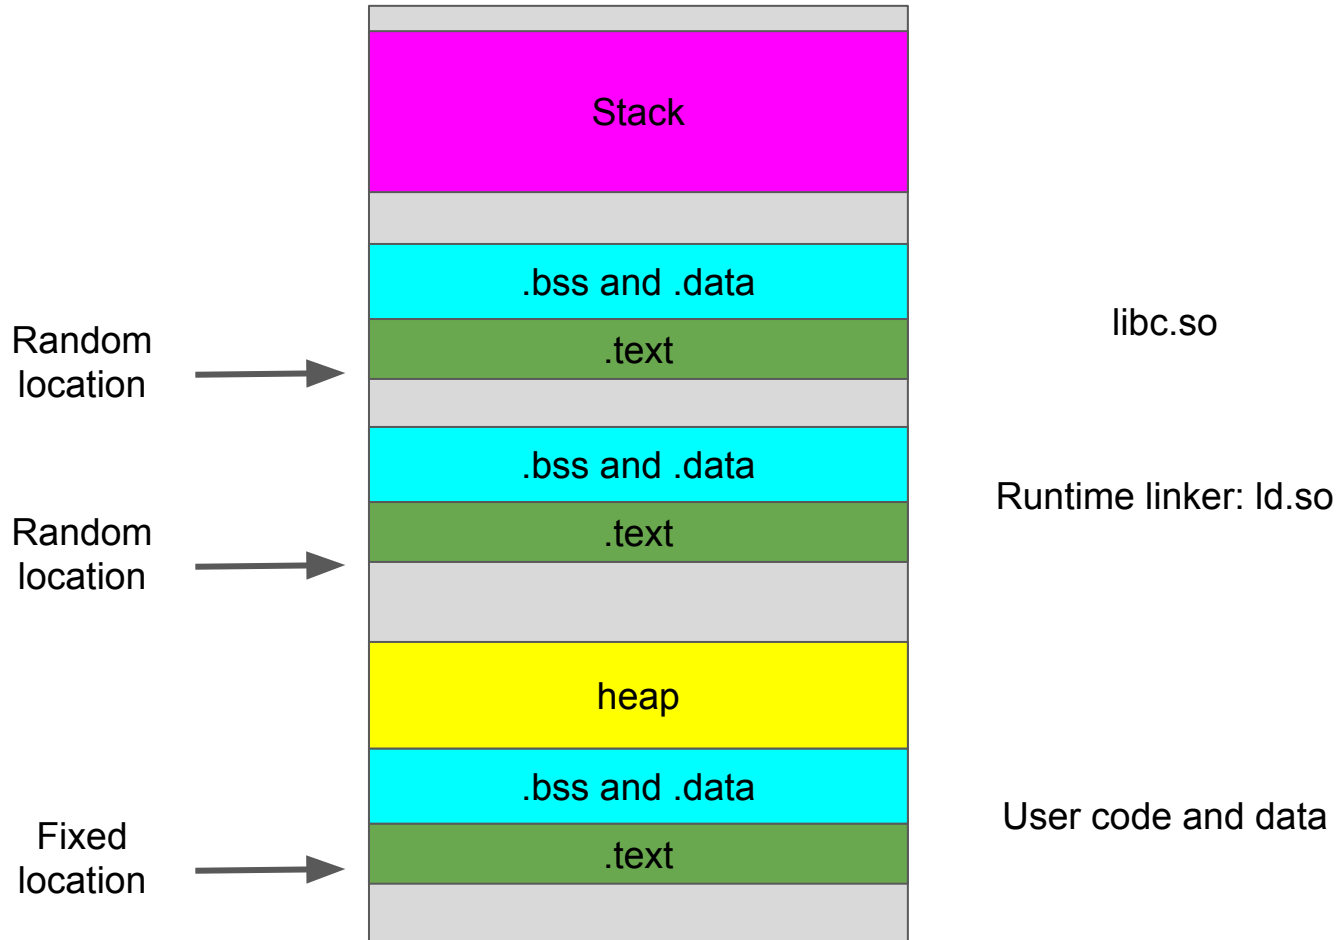 Stack
.bss and .data
libc.so
Random
location
.text
.bss and .data
Runtime linker: ld.so
Random
location
.text
heap
.bss and .data
User code and data
Fixed
location
.text